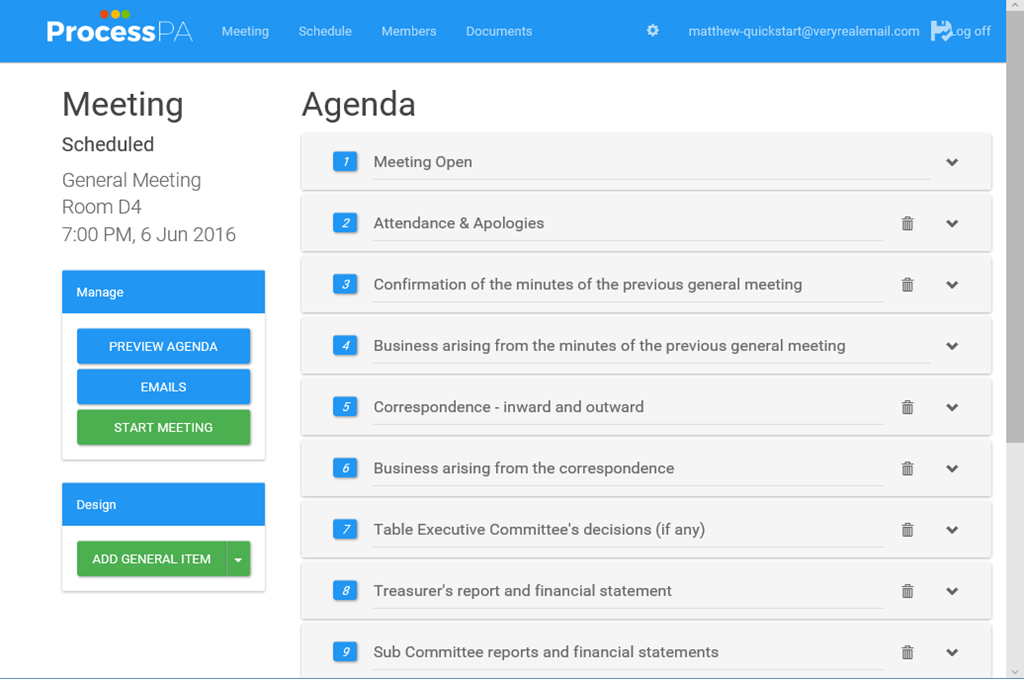 ProcessPA
Meeting
Schedule
Members
Documents
matthew-quickstart@veryrealemail.com
Log off
Meeting
Scheduled
General Meeting
Room D4
7:00 PM, 6 Jun 2016
Manage
PREVIEW AGENDA
EMAILS
START MEETING
Design
ADD GENERAL ITEM
Agenda
1 Meeting Open
2 Attendance & Apologies
3 Confirmation of the minutes of the previous general meeting
4 Business arising from the minutes of the previous general meeting
5 Correspondence - inward and outward
6 Business arising from the correspondence
7 Table Executive Committee's decisions (if any)
8 Treasurer's report and financial statement
9 Sub Committee reports and financial statements